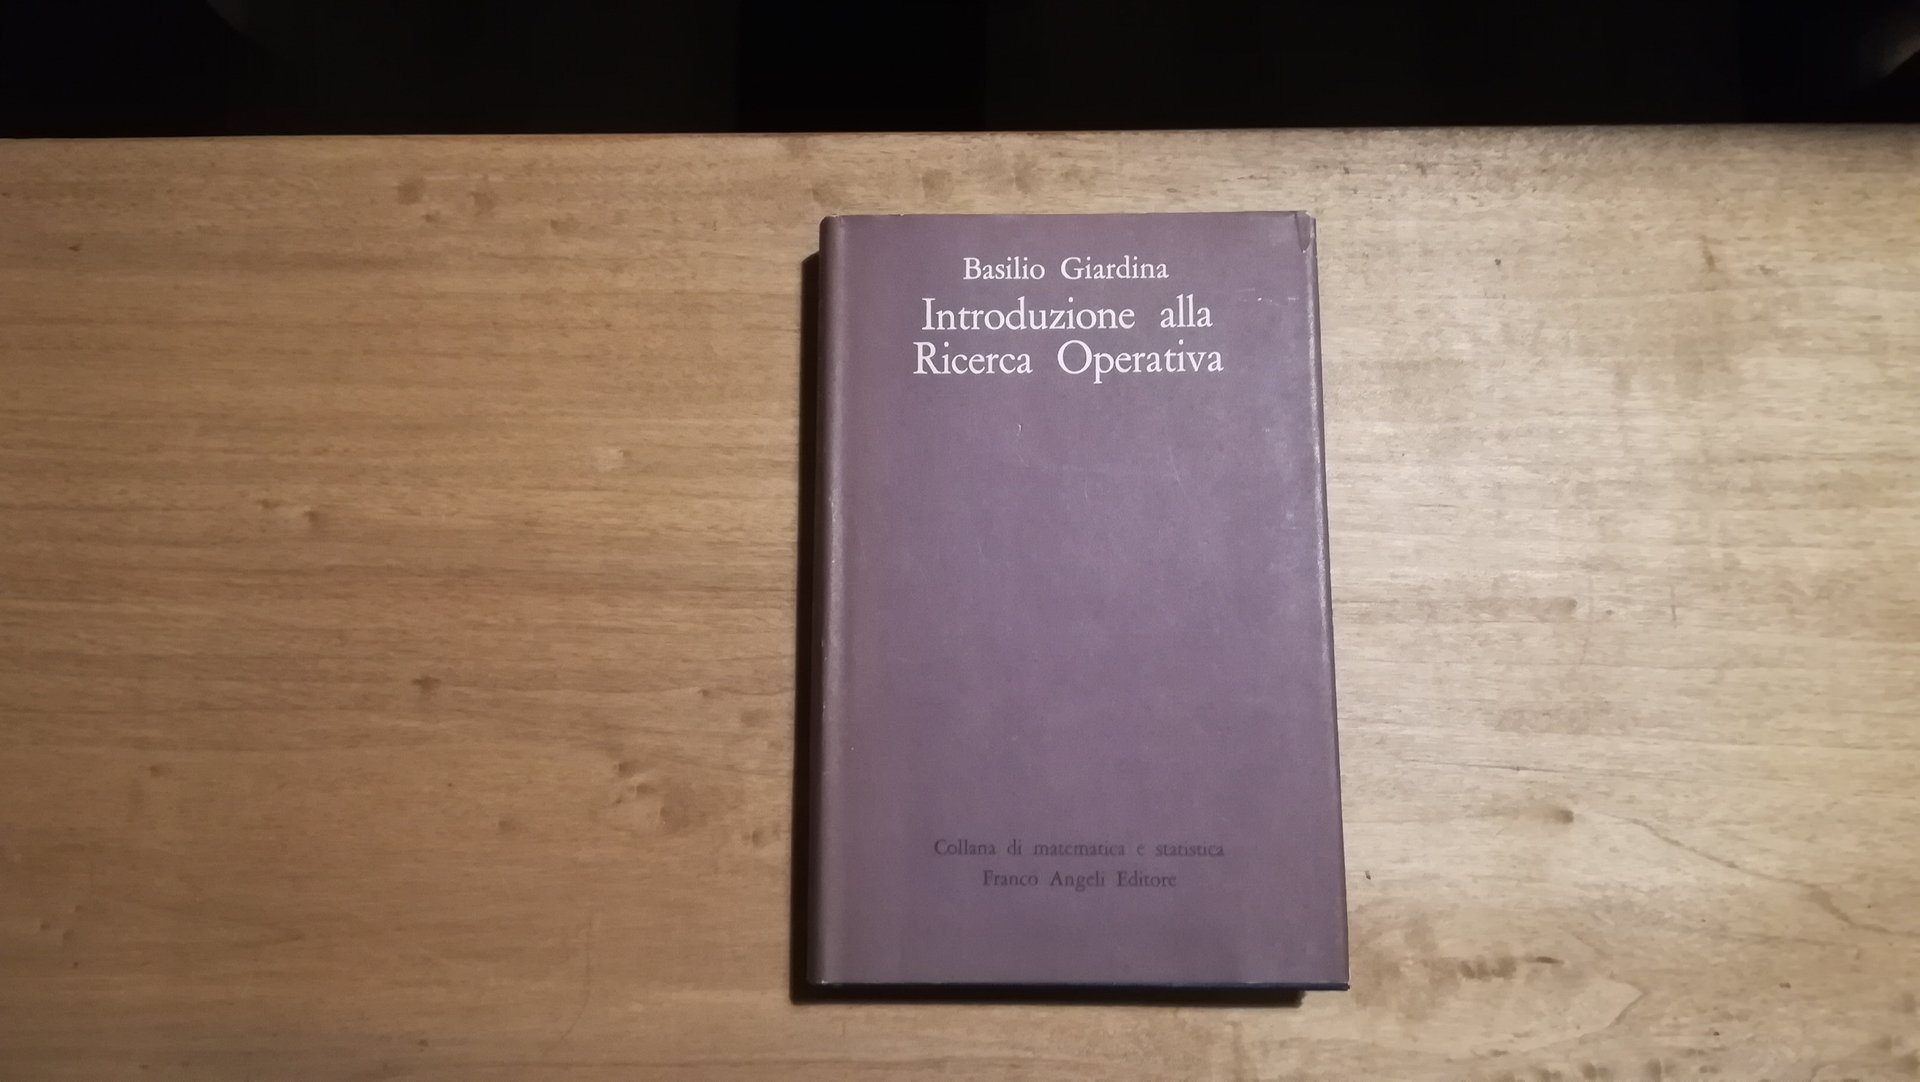 Basilio Giardina
Introduzione alla
Ricerca Operativa
Collana di matematica e statistica
Franco Angeli Editore